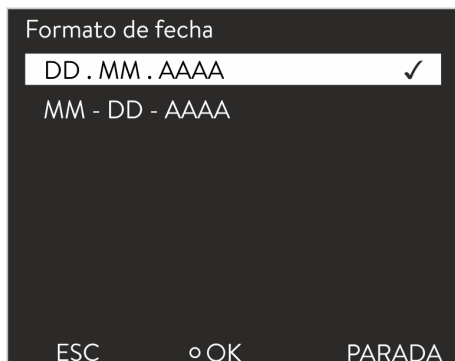 Formato de fecha
DD . MM . AAAA ✓
MM - DD - AAAA
ESC OK PARADA